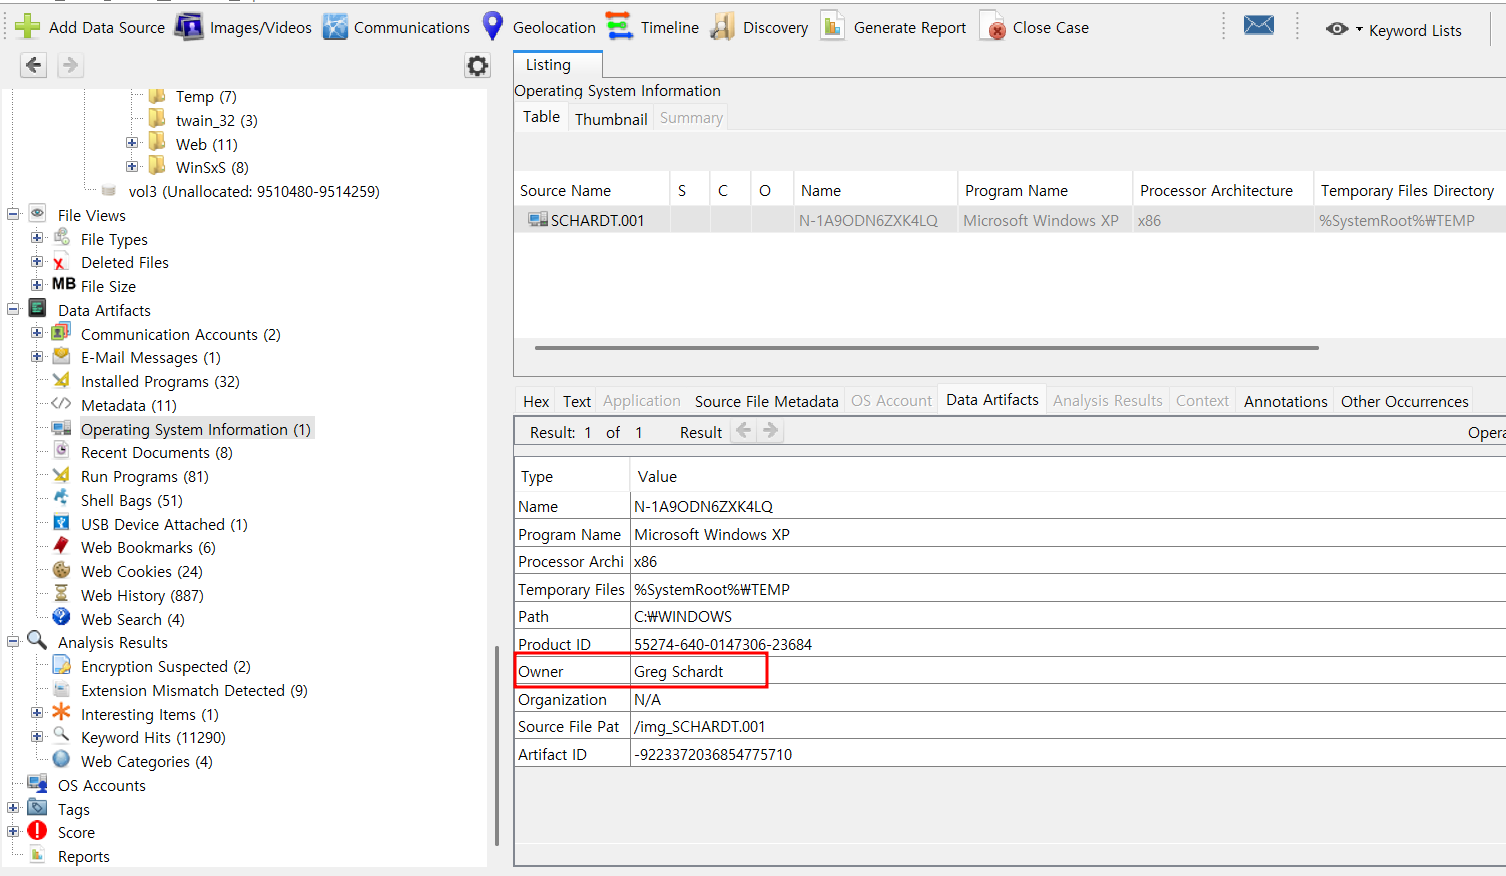 Add Data Source Images/Videos Communications Geolocation Timeline Discovery Generate Report Close Case Keyword Lists
Temp (7)
twain_32 (3)
Web (11)
WinSxS (8)
vol3 (Unallocated: 9510480-9514259)
File Views
File Types
Deleted Files
MB File Size
Data Artifacts
Communication Accounts (2)
E-Mail Messages (1)
Installed Programs (32)
Metadata (11)
Operating System Information (1)
Recent Documents (8)
Run Programs (81)
Shell Bags (51)
USB Device Attached (1)
Web Bookmarks (6)
Web Cookies (24)
Web History (887)
Web Search (4)
Analysis Results
Encryption Suspected (2)
Extension Mismatch Detected (9)
Interesting Items (1)
Keyword Hits (11290)
Web Categories (4)
OS Accounts
Tags
Score
Reports
Listing
Operating System Information
Table Thumbnail Summary
Source Name S C O Name Program Name Processor Architecture Temporary Files Directory
SCHARDT.001 N-1A9ODN6ZXK4LQ Microsoft Windows XP x86 %SystemRoot%₩TEMP
Hex Text Application Source File Metadata OS Account Data Artifacts Analysis Results Context Annotations Other Occurrences
Result: 1 of 1 Result Opera
Type Value
Name N-1A9ODN6ZXK4LQ
Program Name Microsoft Windows XP
Processor Archi x86
Temporary Files %SystemRoot%₩TEMP
Path C:₩WINDOWS
Product ID 55274-640-0147306-23684
Owner Greg Schardt
Organization N/A
Source File Pat /img_SCHARDT.001
Artifact ID -9223372036854775710